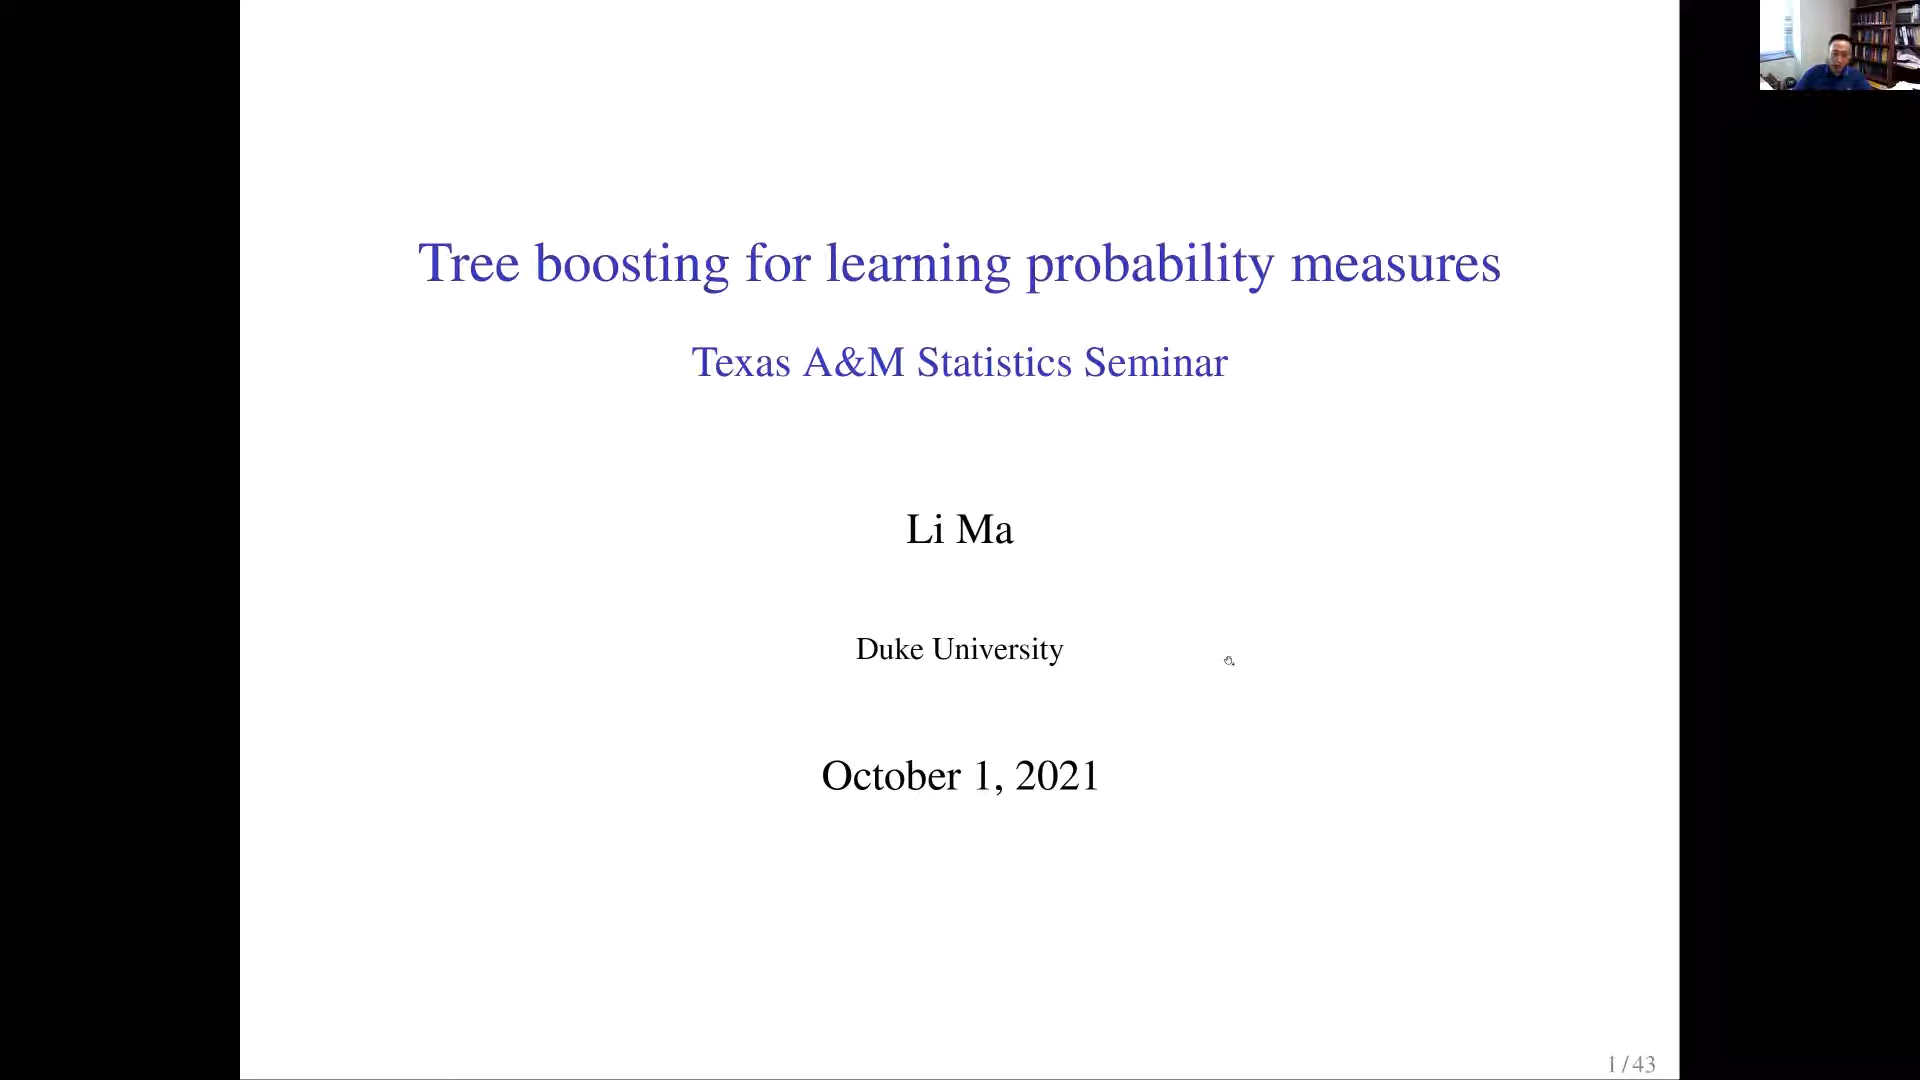 Tree boosting for learning probability measures
Texas A&M Statistics Seminar
Li Ma
Duke University
October 1, 2021
1 / 43